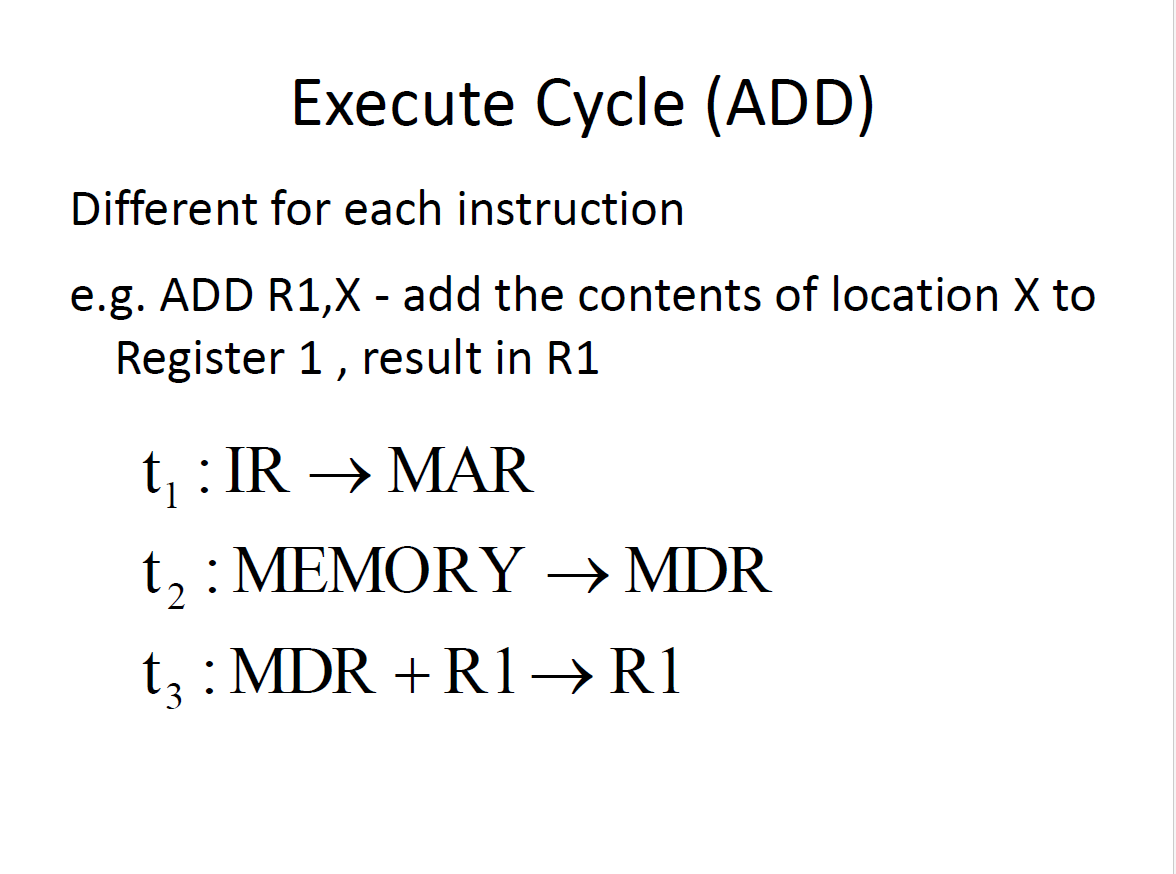 Execute Cycle (ADD)
Different for each instruction
e.g. ADD R1,X - add the contents of location X to
Register 1 , result in R1
t₁ : IR → MAR
t₂ : MEMORY → MDR
t₃ : MDR + R1 → R1